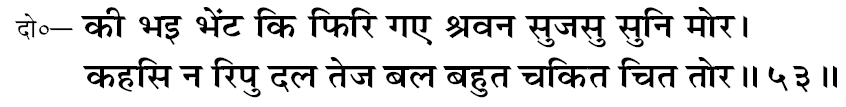 दो०— की भइ भेंट कि फिरि गए श्रवन सुजसु सुनि मोर।
कहसि न रिपु दल तेज बल बहुत चकित चित तोर॥ ५३॥